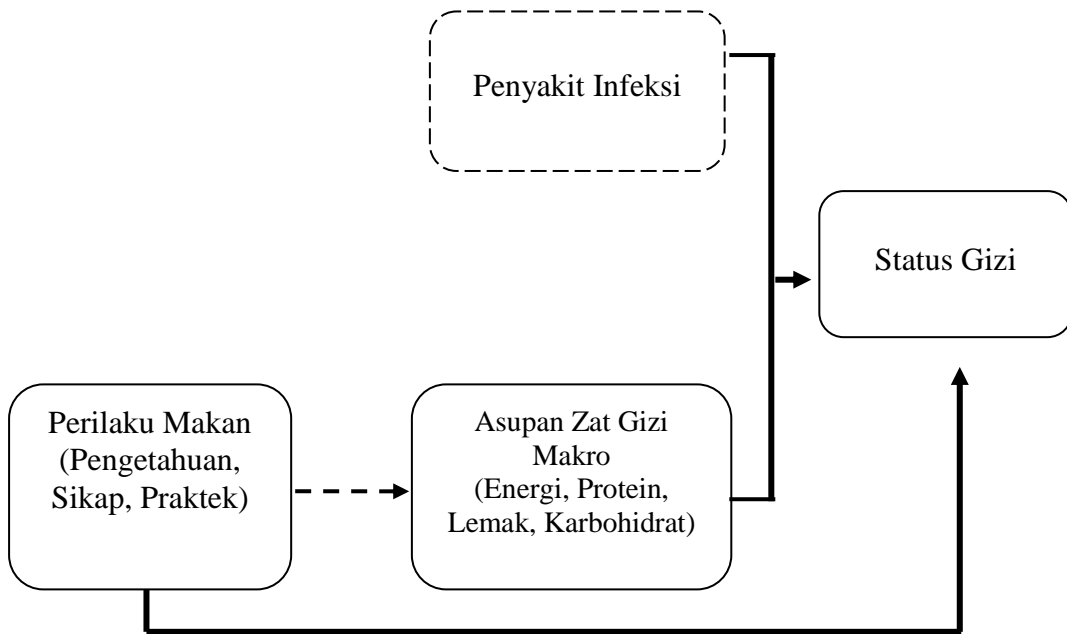 Penyakit Infeksi
Status Gizi
Perilaku Makan
(Pengetahuan,
Sikap, Praktek)
Asupan Zat Gizi
Makro
(Energi, Protein,
Lemak, Karbohidrat)